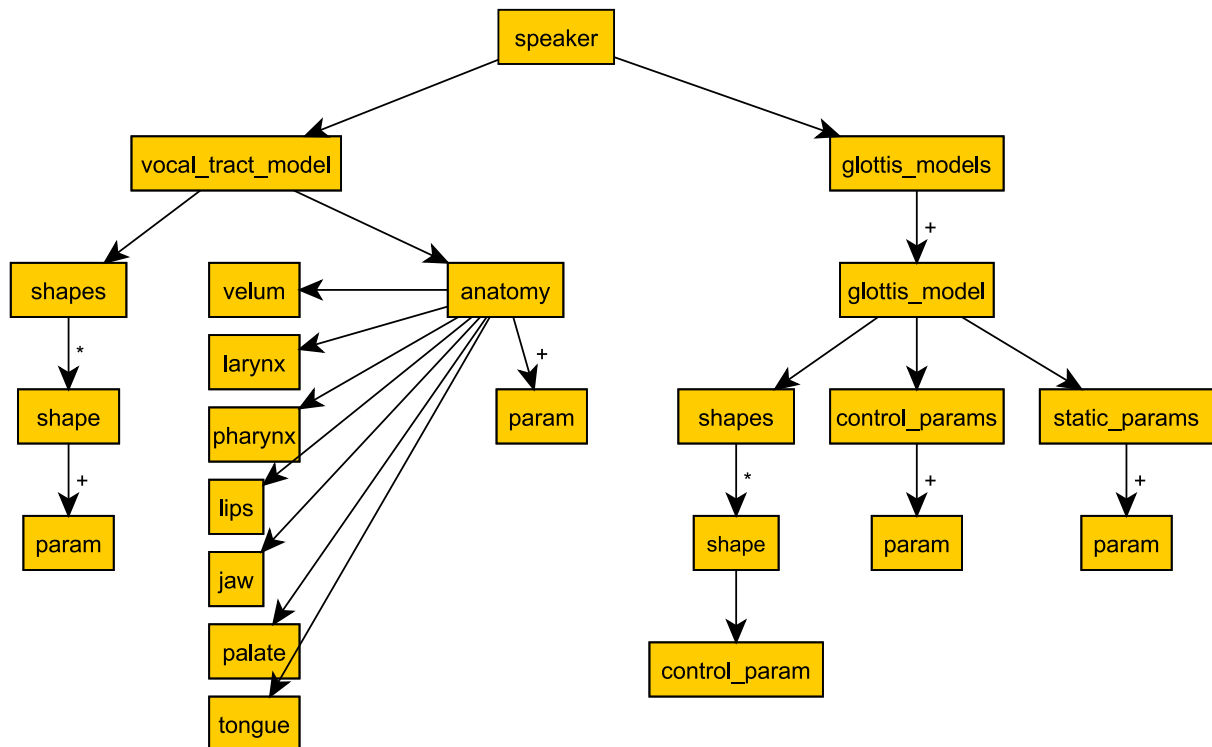 speaker
vocal_tract_model
glottis_models
+
shapes
velum
anatomy
glottis_model
larynx
*
+
shape
pharynx
param
shapes
control_params
static_params
+
lips
*
+
+
param
jaw
shape
param
param
palate
control_param
tongue